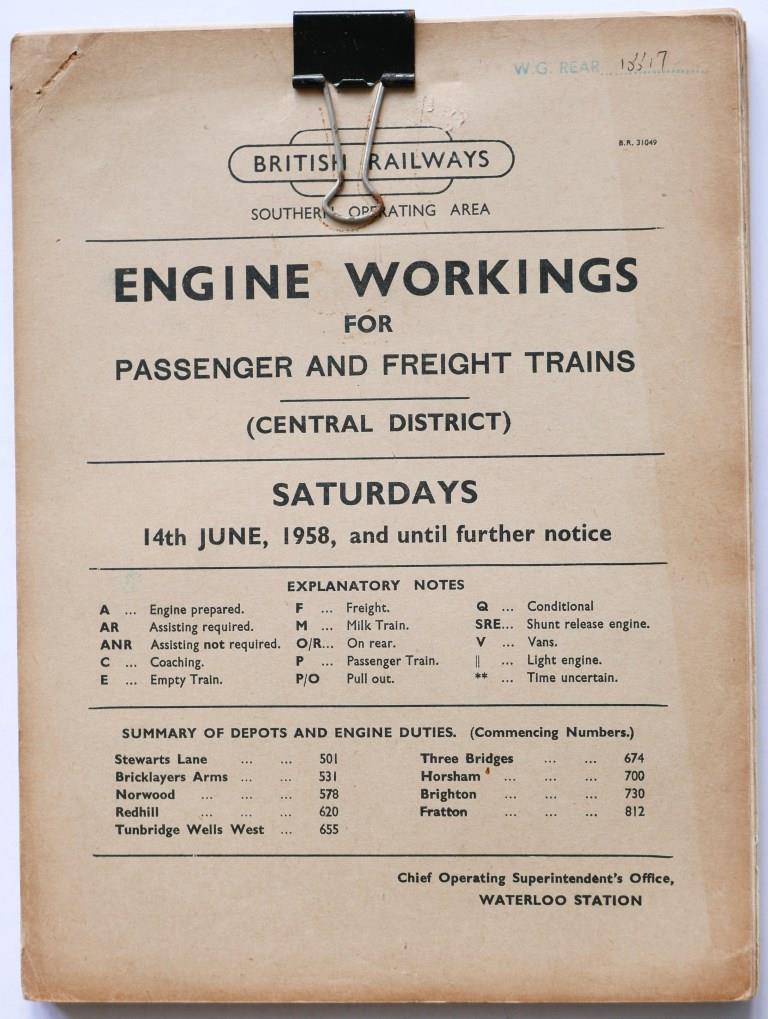 W.G. REAR
B.R. 31049
BRITISH RAILWAYS
SOUTHERN OPERATING AREA
ENGINE WORKINGS
FOR
PASSENGER AND FREIGHT TRAINS
(CENTRAL DISTRICT)
SATURDAYS
14th JUNE, 1958, and until further notice
EXPLANATORY NOTES
A ... Engine prepared. F ... Freight. Q ... Conditional
AR Assisting required. M ... Milk Train. SRE... Shunt release engine.
ANR Assisting not required. O/R... On rear. V ... Vans.
C ... Coaching. P ... Passenger Train. || ... Light engine.
E ... Empty Train. P/O Pull out. ** ... Time uncertain.
SUMMARY OF DEPOTS AND ENGINE DUTIES. (Commencing Numbers.)
Stewarts Lane ... ... 501 Three Bridges ... ... 674
Bricklayers Arms ... ... 531 Horsham ... ... ... 700
Norwood ... ... ... 578 Brighton ... ... ... 730
Redhill ... ... ... 620 Fratton ... ... ... 812
Tunbridge Wells West ... 655
Chief Operating Superintendent's Office,
WATERLOO STATION